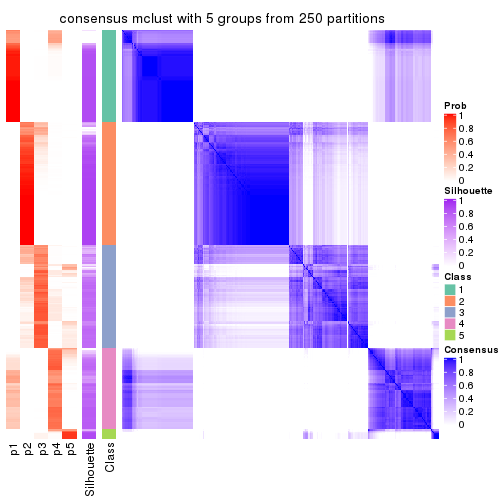 consensus mclust with 5 groups from 250 partitions
Prob
1
0.8
0.6
0.4
0.2
0
Silhouette
1
0.8
0.6
0.4
0.2
0
Class
1
2
3
4
5
Consensus
1
0.8
0.6
0.4
0.2
0
p1
p2
p3
p4
p5
Silhouette
Class